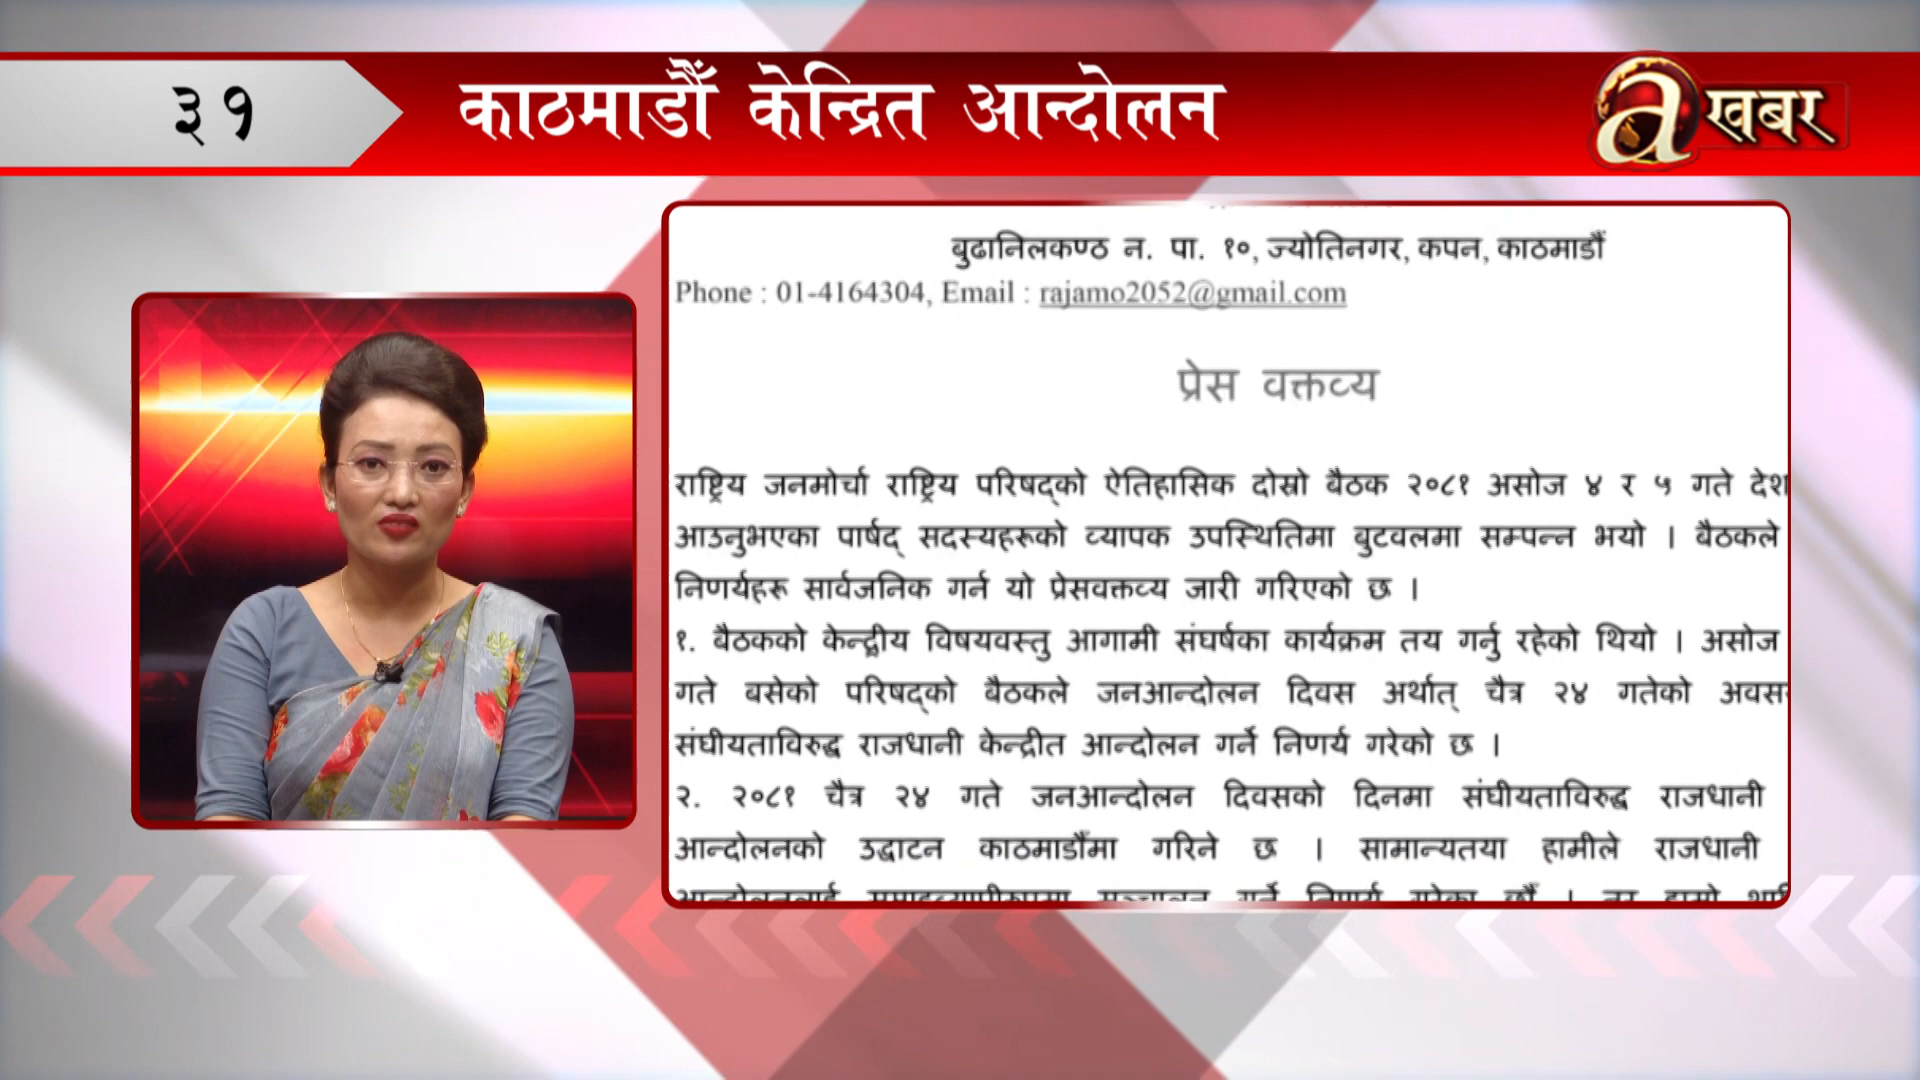 ३१
काठमाडौँ केन्द्रित आन्दोलन
a खबर
बुढानिलकण्ठ न. पा. १०, ज्योतिनगर, कपन, काठमाडौँ
Phone : 01-4164304, Email : rajamo2052@gmail.com
प्रेस वक्तव्य
राष्ट्रिय जनमोर्चा राष्ट्रिय परिषद्को ऐतिहासिक दोस्रो बैठक २०८१ असोज ४ र ५ गते देश
आउनुभएका पार्षद् सदस्यहरूको व्यापक उपस्थितिमा बुटवलमा सम्पन्न भयो । बैठकले
निर्णयहरू सार्वजनिक गर्न यो प्रेसवक्तव्य जारी गरिएको छ ।
१. बैठकको केन्द्रीय विषयवस्तु आगामी संघर्षका कार्यक्रम तय गर्नु रहेको थियो । असोज
गते बसेको परिषद्को बैठकले जनआन्दोलन दिवस अर्थात् चैत्र २४ गतेको
संघीयताविरुद्ध राजधानी केन्द्रीत आन्दोलन गर्ने निर्णय गरेको छ ।
२. २०८१ चैत्र २४ गते जनआन्दोलन दिवसको दिनमा संघीयताविरुद्ध राजधानी
आन्दोलनको उद्घाटन काठमाडौँमा गरिने छ । सामान्यतया हामीले राजधानी